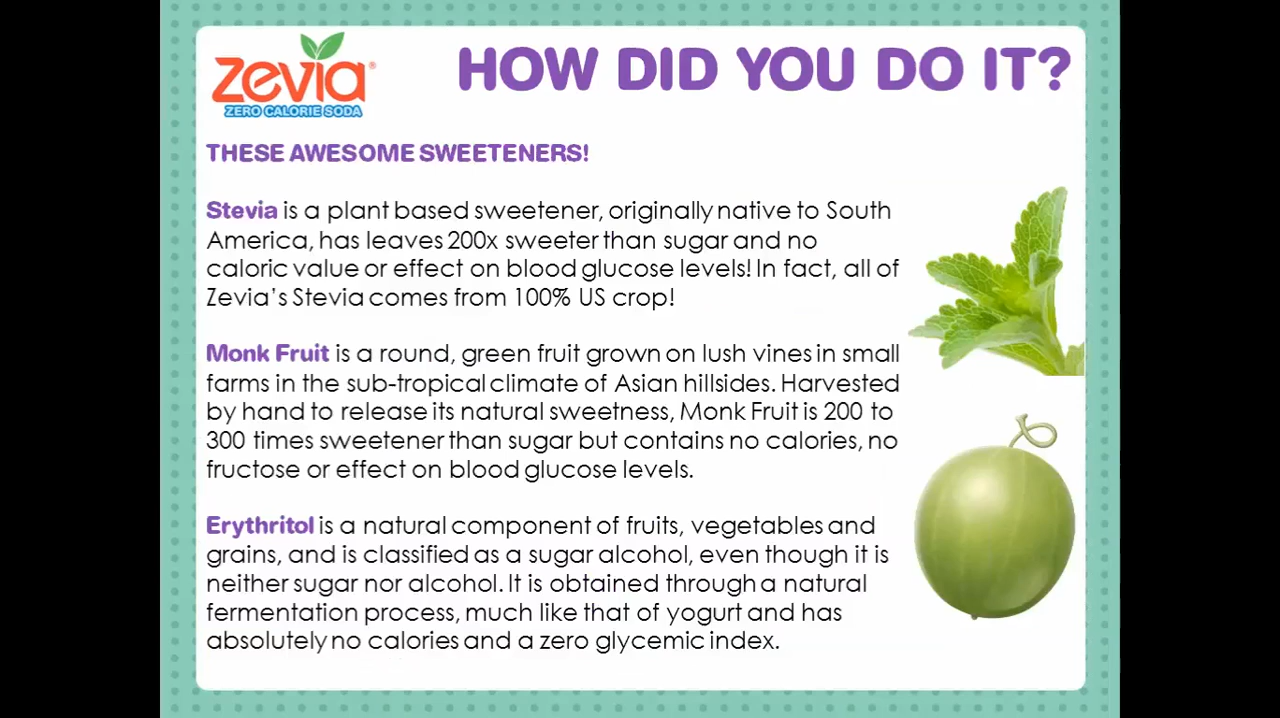 zevia®
ZERO CALORIE SODA
HOW DID YOU DO IT?
THESE AWESOME SWEETENERS!
Stevia is a plant based sweetener, originally native to South
America, has leaves 200x sweeter than sugar and no
caloric value or effect on blood glucose levels! In fact, all of
Zevia's Stevia comes from 100% US crop!
Monk Fruit is a round, green fruit grown on lush vines in small
farms in the sub-tropical climate of Asian hillsides. Harvested
by hand to release its natural sweetness, Monk Fruit is 200 to
300 times sweetener than sugar but contains no calories, no
fructose or effect on blood glucose levels.
Erythritol is a natural component of fruits, vegetables and
grains, and is classified as a sugar alcohol, even though it is
neither sugar nor alcohol. It is obtained through a natural
fermentation process, much like that of yogurt and has
absolutely no calories and a zero glycemic index.